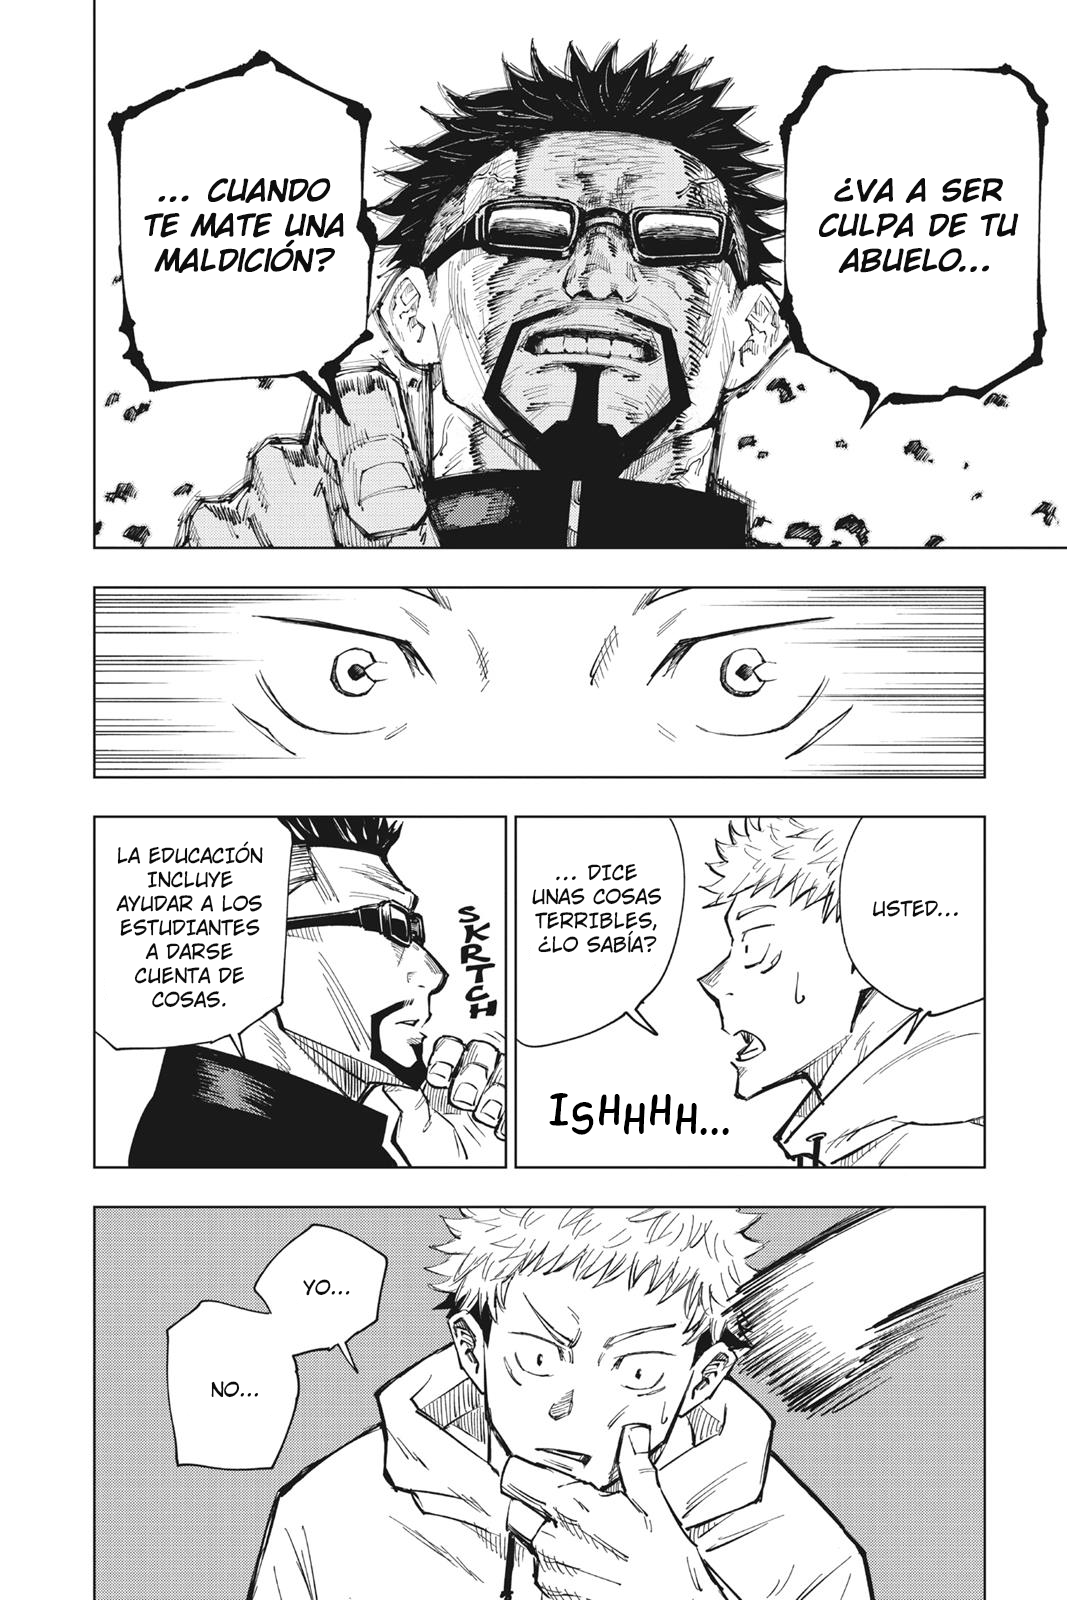 ¿VA A SER
CULPA DE TU
ABUELO...
... CUANDO
TE MATE UNA
MALDICIÓN?
USTED...
... DICE
UNAS COSAS
TERRIBLES,
¿LO SABÍA?
ISHHHH...
SKRTCH
LA EDUCACIÓN
INCLUYE
AYUDAR A LOS
ESTUDIANTES
A DARSE
CUENTA DE
COSAS.
YO...
NO...